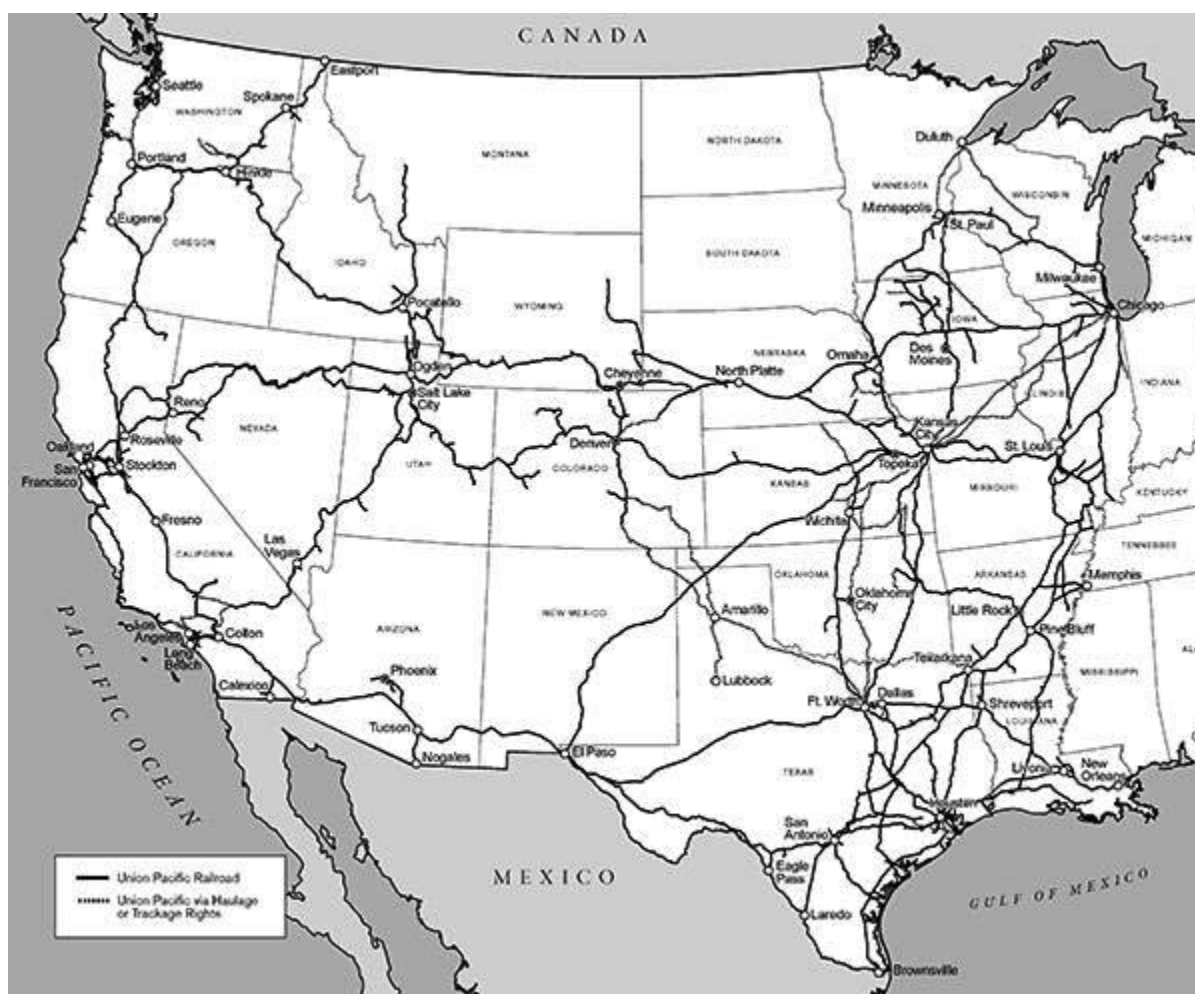 CANADA
Eastport
Seattle
Spokane
WASHINGTON
Portland
Hinkle
MONTANA
NORTH DAKOTA
Duluth
MINNESOTA
WISCONSIN
Minneapolis
St. Paul
MICHIGAN
Eugene
OREGON
IDAHO
SOUTH DAKOTA
Milwaukee
Pocatello
WYOMING
Chicago
IOWA
NEBRASKA
Omaha
Des
Moines
Ogden
Cheyenne
North Platte
Salt Lake
City
INDIANA
ILLINOIS
Reno
NEVADA
Kansas
City
Roseville
Oakland
San
Francisco
Stockton
Denver
COLORADO
UTAH
Topeka
KANSAS
St. Louis
MISSOURI
KENTUCKY
Fresno
Wichita
Las
Vegas
CALIFORNIA
TENNESSEE
OKLAHOMA
ARKANSAS
Memphis
Oklahoma
City
NEW MEXICO
Amarillo
Little Rock
Pine Bluff
ARIZONA
Los
Angeles
Long
Beach
Colton
Phoenix
Texarkana
MISSISSIPPI
AL
Calexico
Lubbock
Ft. Worth
Dallas
Shreveport
LOUISIANA
Tucson
Nogales
El Paso
TEXAS
Livonia
New
Orleans
Houston
San
Antonio
Eagle
Pass
Laredo
Brownsville
PACIFIC OCEAN
MEXICO
GULF OF MEXICO
Union Pacific Railroad
Union Pacific via Haulage
or Trackage Rights